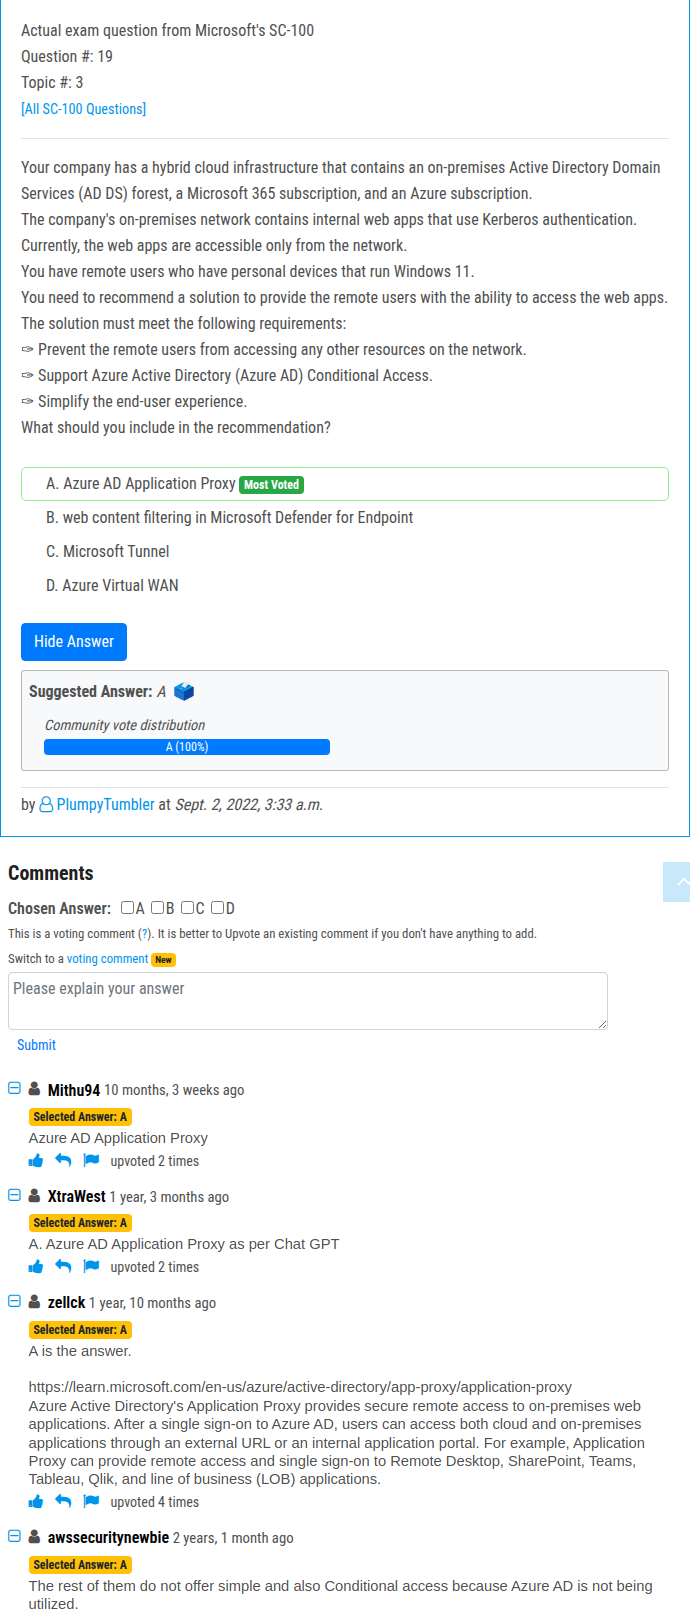 Actual exam question from Microsoft's SC-100
Question #: 19
Topic #: 3
[All SC-100 Questions]
Your company has a hybrid cloud infrastructure that contains an on-premises Active Directory Domain
Services (AD DS) forest, a Microsoft 365 subscription, and an Azure subscription.
The company's on-premises network contains internal web apps that use Kerberos authentication.
Currently, the web apps are accessible only from the network.
You have remote users who have personal devices that run Windows 11.
You need to recommend a solution to provide the remote users with the ability to access the web apps.
The solution must meet the following requirements:
✑ Prevent the remote users from accessing any other resources on the network.
✑ Support Azure Active Directory (Azure AD) Conditional Access.
✑ Simplify the end-user experience.
What should you include in the recommendation?
A. Azure AD Application Proxy Most Voted
B. web content filtering in Microsoft Defender for Endpoint
C. Microsoft Tunnel
D. Azure Virtual WAN
Hide Answer
Suggested Answer: A
Community vote distribution
A (100%)
by PlumpyTumbler at Sept. 2, 2022, 3:33 a.m.
Comments
Chosen Answer: A B C D
This is a voting comment (?). It is better to Upvote an existing comment if you don't have anything to add.
Switch to a voting comment New
Please explain your answer
Submit
Mithu94 10 months, 3 weeks ago
Selected Answer: A
Azure AD Application Proxy
upvoted 2 times
XtraWest 1 year, 3 months ago
Selected Answer: A
A. Azure AD Application Proxy as per Chat GPT
upvoted 2 times
zellck 1 year, 10 months ago
Selected Answer: A
A is the answer.
https://learn.microsoft.com/en-us/azure/active-directory/app-proxy/application-proxy
Azure Active Directory's Application Proxy provides secure remote access to on-premises web
applications. After a single sign-on to Azure AD, users can access both cloud and on-premises
applications through an external URL or an internal application portal. For example, Application
Proxy can provide remote access and single sign-on to Remote Desktop, SharePoint, Teams,
Tableau, Qlik, and line of business (LOB) applications.
upvoted 4 times
awssecuritynewbie 2 years, 1 month ago
Selected Answer: A
The rest of them do not offer simple and also Conditional access because Azure AD is not being
utilized.